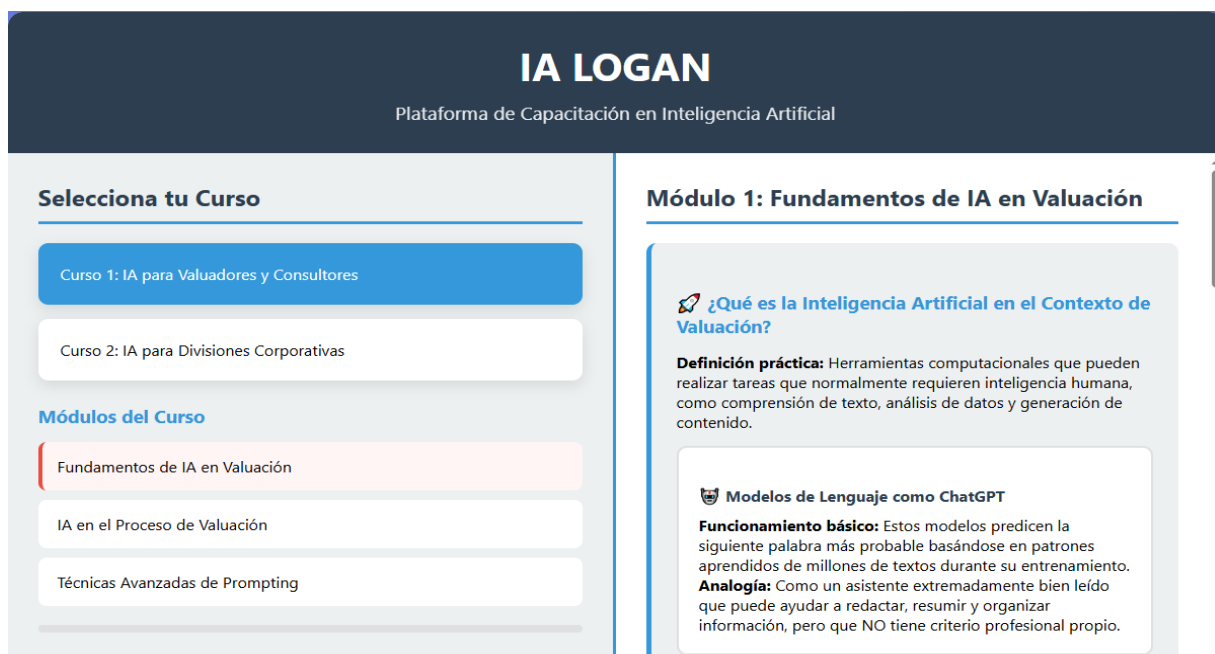 IA LOGAN
Plataforma de Capacitación en Inteligencia Artificial
Selecciona tu Curso
Curso 1: IA para Valuadores y Consultores
Curso 2: IA para Divisiones Corporativas
Módulos del Curso
Fundamentos de IA en Valuación
IA en el Proceso de Valuación
Técnicas Avanzadas de Prompting
Módulo 1: Fundamentos de IA en Valuación
🚀 ¿Qué es la Inteligencia Artificial en el Contexto de
Valuación?
Definición práctica: Herramientas computacionales que pueden
realizar tareas que normalmente requieren inteligencia humana,
como comprensión de texto, análisis de datos y generación de
contenido.
🤖 Modelos de Lenguaje como ChatGPT
Funcionamiento básico: Estos modelos predicen la
siguiente palabra más probable basándose en patrones
aprendidos de millones de textos durante su entrenamiento.
Analogía: Como un asistente extremadamente bien leído
que puede ayudar a redactar, resumir y organizar
información, pero que NO tiene criterio profesional propio.